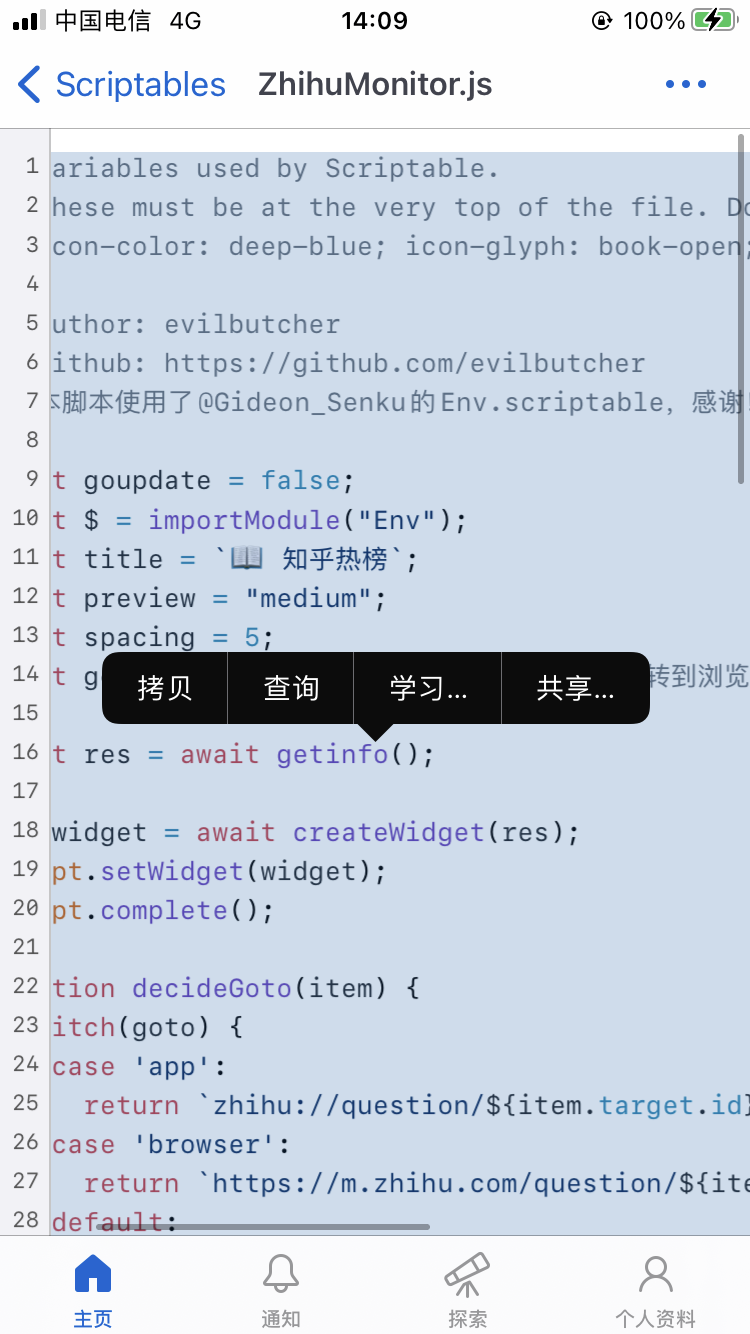 中国电信 4G 14:09 100%
Scriptables ZhihuMonitor.js
1 ariables used by Scriptable.
2 hese must be at the very top of the file. Do
3 con-color: deep-blue; icon-glyph: book-open;
4
5 uthor: evilbutcher
6 ithub: https://github.com/evilbutcher
7 本脚本使用了@Gideon_Senku的Env.scriptable，感谢！
8
9 t goupdate = false;
10 t $ = importModule("Env");
11 t title = `📖 知乎热榜`;
12 t preview = "medium";
13 t spacing = 5;
14 t g 转到浏览
拷贝 查询 学习... 共享...
15
16 t res = await getinfo();
17
18 widget = await createWidget(res);
19 pt.setWidget(widget);
20 pt.complete();
21
22 tion decideGoto(item) {
23 itch(goto) {
24 case 'app':
25 return `zhihu://question/${item.target.id}
26 case 'browser':
27 return `https://m.zhihu.com/question/${ite
28 default:
主页 通知 探索 个人资料